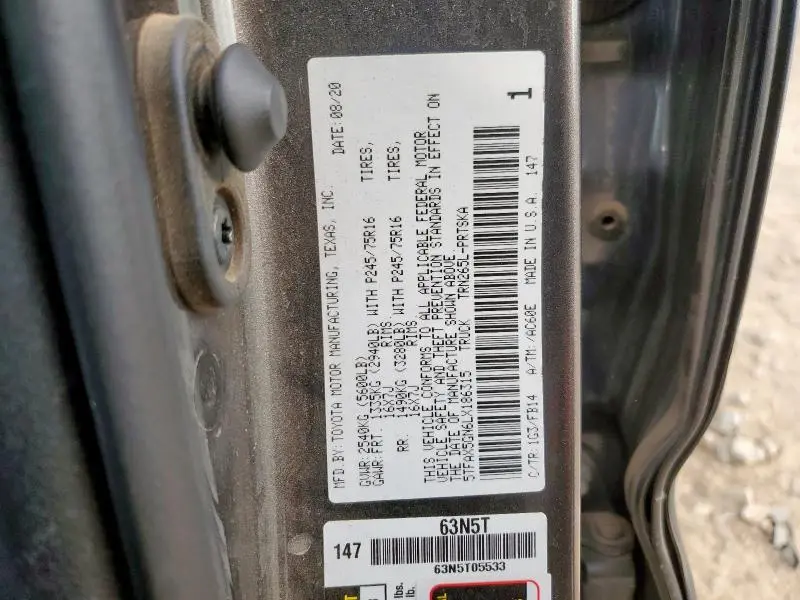 MFD.BY:TOYOTA MOTOR MANUFACTURING, TEXAS, INC. DATE:08/20
GVWR:2540KG (5600LB)
GAWR:FRT. 1335KG (2940LB) WITH P245/75R16 TIRES,
16X7J RIMS
RR. 1490KG (3280LB) WITH P245/75R16 TIRES,
16X7J RIMS
THIS VEHICLE CONFORMS TO ALL APPLICABLE FEDERAL MOTOR
VEHICLE SAFETY AND THEFT PREVENTION STANDARDS IN EFFECT ON
THE DATE OF MANUFACTURE SHOWN ABOVE.
5TFAX5GN6LX186315 TRUCK TRN265L-PRTSKA
1
C/TR:1G3/FB14 A/TM:/AC60E MADE IN U.S.A. 147
63N5T
147
63N5T05533
lbs.
lb.